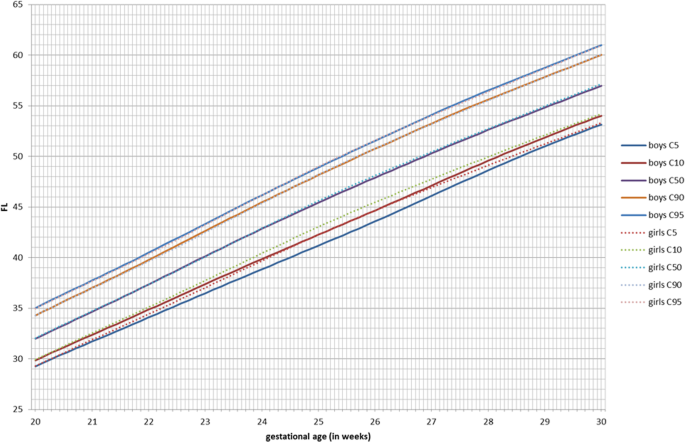 65
60
55
50
45
40
35
30
25
FL
20 21 22 23 24 25 26 27 28 29 30
gestational age (in weeks)
boys C5
boys C10
boys C50
boys C90
boys C95
girls C5
girls C10
girls C50
girls C90
girls C95